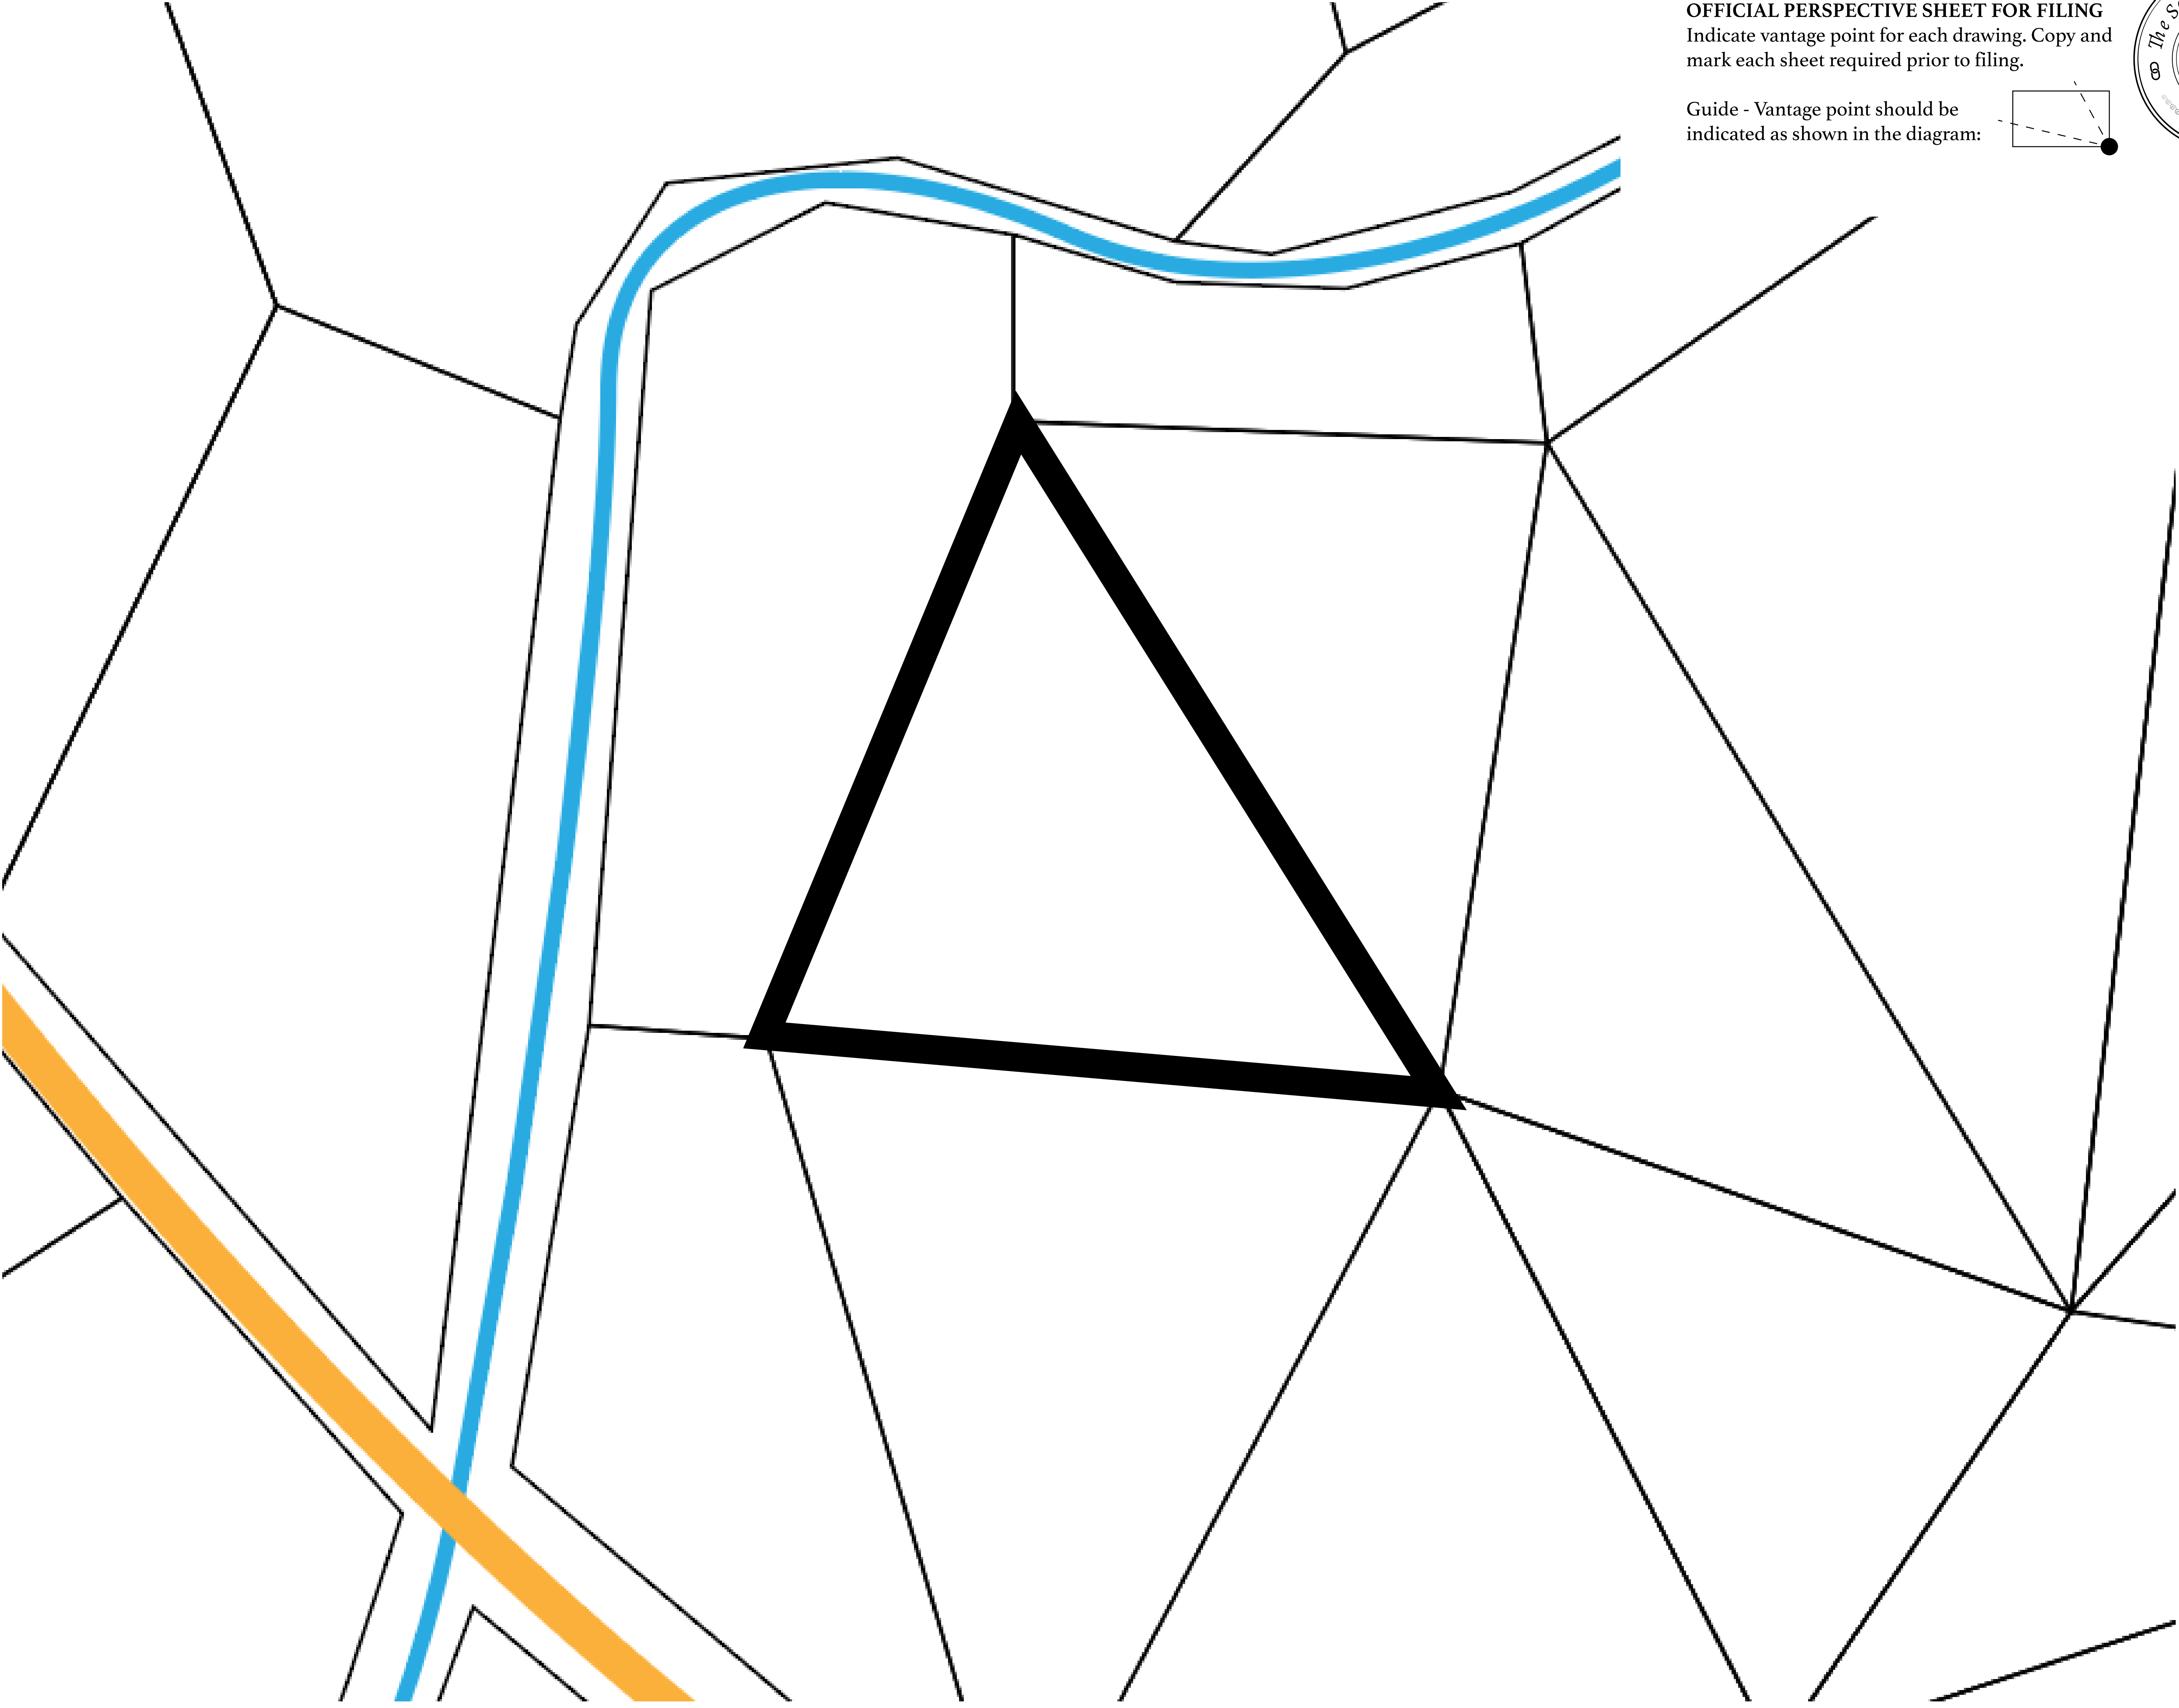 OFFICIAL PERSPECTIVE SHEET FOR FILING
Indicate vantage point for each drawing. Copy and
mark each sheet required prior to filing.
Guide - Vantage point should be
indicated as shown in the diagram:
The